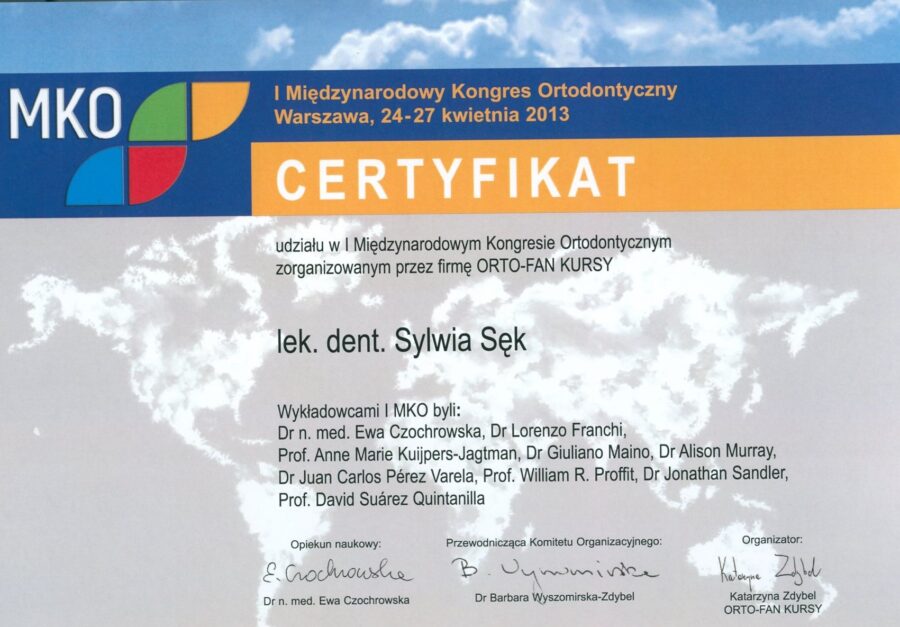 MKO
I Międzynarodowy Kongres Ortodontyczny
Warszawa, 24-27 kwietnia 2013
CERTYFIKAT
udziału w I Międzynarodowym Kongresie Ortodontycznym
zorganizowanym przez firmę ORTO-FAN KURSY
lek. dent. Sylwia Sęk
Wykładowcami I MKO byli:
Dr n. med. Ewa Czochrowska, Dr Lorenzo Franchi,
Prof. Anne Marie Kuijpers-Jagtman, Dr Giuliano Maino, Dr Alison Murray,
Dr Juan Carlos Pérez Varela, Prof. William R. Proffit, Dr Jonathan Sandler,
Prof. David Suárez Quintanilla
Opiekun naukowy: Przewodnicząca Komitetu Organizacyjnego: Organizator:
E. Czochrowska B. Wyszomirska Katarzyna Zdybel
Dr n. med. Ewa Czochrowska Dr Barbara Wyszomirska-Zdybel Katarzyna Zdybel
ORTO-FAN KURSY